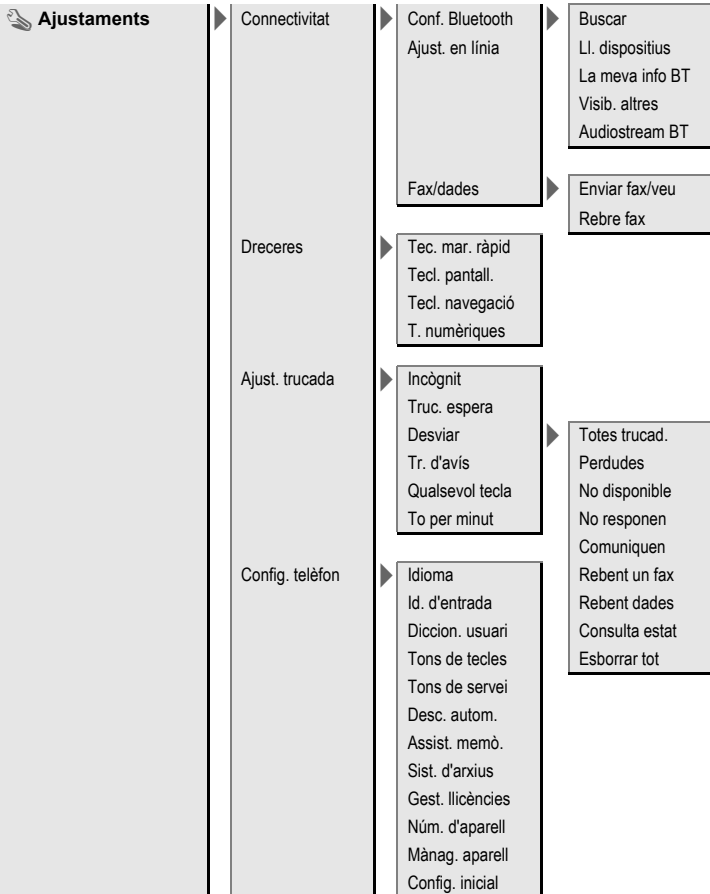 Ajustaments
Connectivitat
Conf. Bluetooth
Buscar
Ll. dispositius
La meva info BT
Visib. altres
Audiostream BT
Ajust. en línia
Fax/dades
Enviar fax/veu
Rebre fax
Dreceres
Tec. mar. ràpid
Tecl. pantall.
Tecl. navegació
T. numèriques
Ajust. trucada
Incògnit
Truc. espera
Desviar
Totes trucad.
Perdudes
No disponible
No responen
Comuniquen
Rebent un fax
Rebent dades
Consulta estat
Esborrar tot
Tr. d'avís
Qualsevol tecla
To per minut
Config. telèfon
Idioma
Id. d'entrada
Diccion. usuari
Tons de tecles
Tons de servei
Desc. autom.
Assist. memò.
Sist. d'arxius
Gest. llicències
Núm. d'aparell
Mànag. aparell
Config. inicial